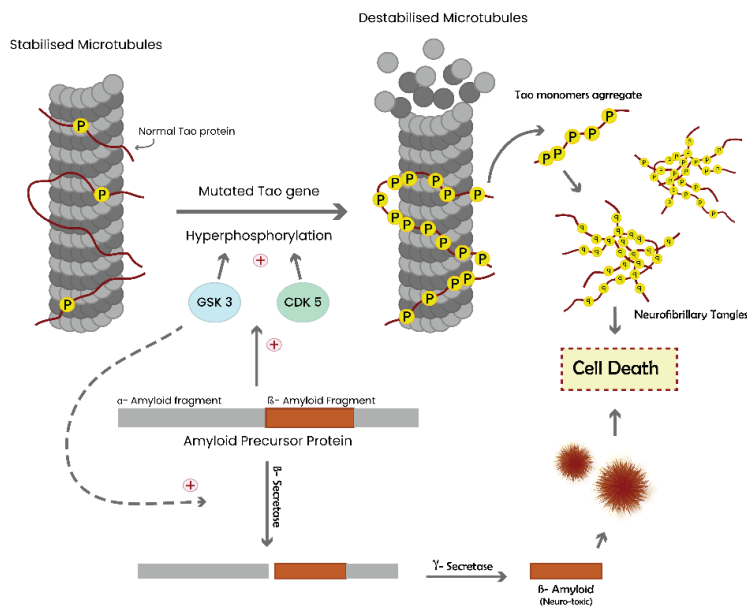 Stabilised Microtubules
Destabilised Microtubules
P
Normal Tao protein
P
P
Mutated Tao gene
Hyperphosphorylation
+
GSK 3
CDK 5
+
P P P P P P
P
P
P
P
P
P
P
P
P
P P
P
P
P
Tao monomers agrregate
P P P P P
Neurofibrillary Tangles
Cell Death
α- Amyloid fragment
ß- Amyloid Fragment
Amyloid Precursor Protein
+
ß- Secretase
γ- Secretase
ß- Amyloid
(Neuro-toxic)